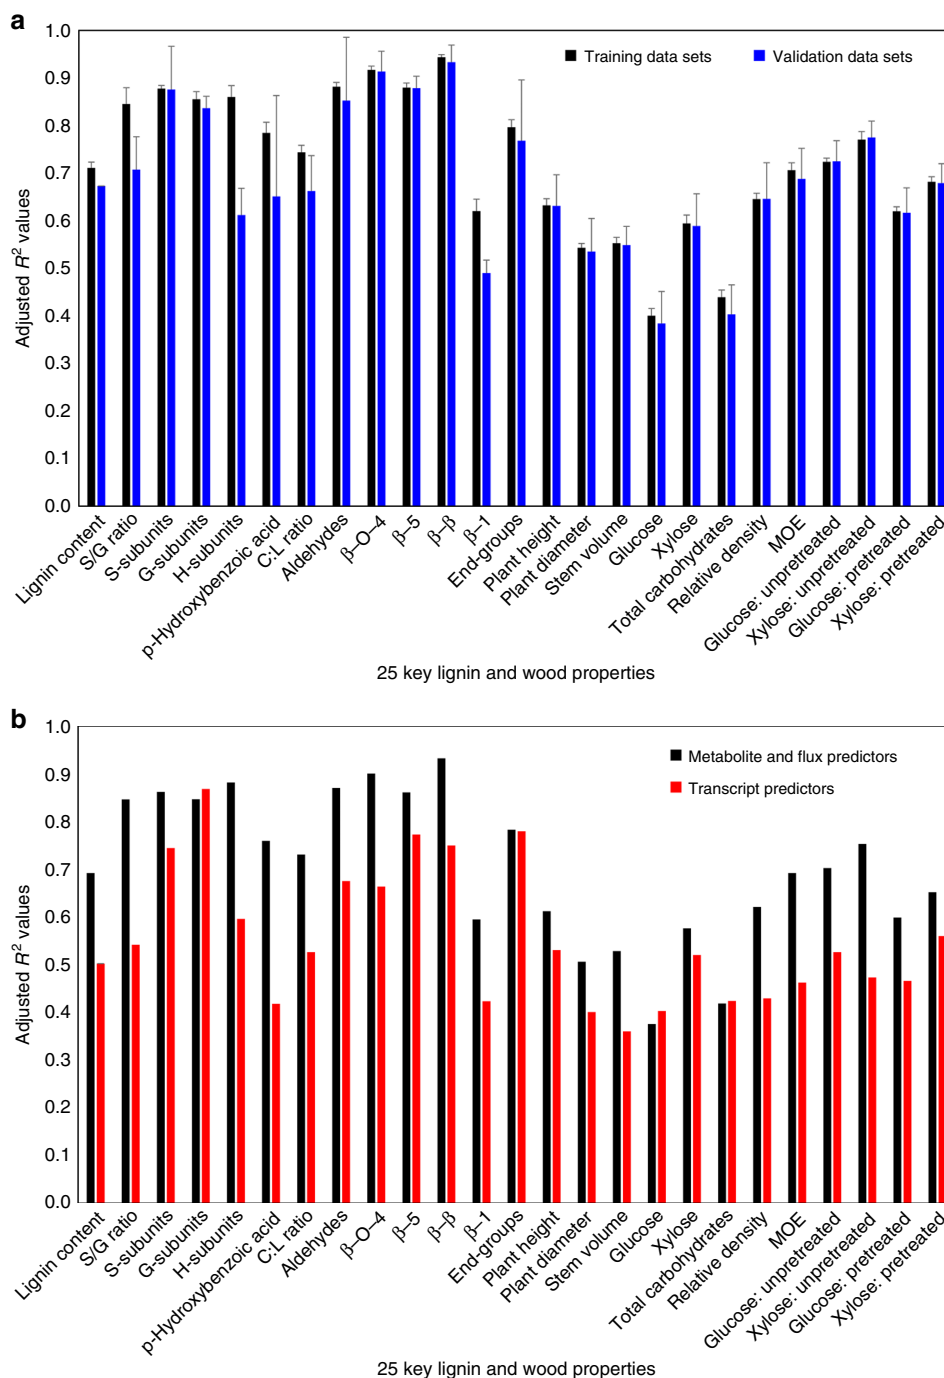 a
1.0
0.9
0.8
0.7
0.6
0.5
0.4
0.3
0.2
0.1
0.0
Adjusted R² values
Training data sets
Validation data sets
Lignin content
S/G ratio
S-subunits
G-subunits
H-subunits
p-Hydroxybenzoic acid
C:L ratio
Aldehydes
β–O–4
β–5
β–β
β–1
End-groups
Plant height
Plant diameter
Stem volume
Glucose
Xylose
Total carbohydrates
Relative density
MOE
Glucose: unpretreated
Xylose: unpretreated
Glucose: pretreated
Xylose: pretreated
25 key lignin and wood properties
b
1.0
0.9
0.8
0.7
0.6
0.5
0.4
0.3
0.2
0.1
0.0
Adjusted R² values
Metabolite and flux predictors
Transcript predictors
Lignin content
S/G ratio
S-subunits
G-subunits
H-subunits
p-Hydroxybenzoic acid
C:L ratio
Aldehydes
β–O–4
β–5
β–β
β–1
End-groups
Plant height
Plant diameter
Stem volume
Glucose
Xylose
Total carbohydrates
Relative density
MOE
Glucose: unpretreated
Xylose: unpretreated
Glucose: pretreated
Xylose: pretreated
25 key lignin and wood properties